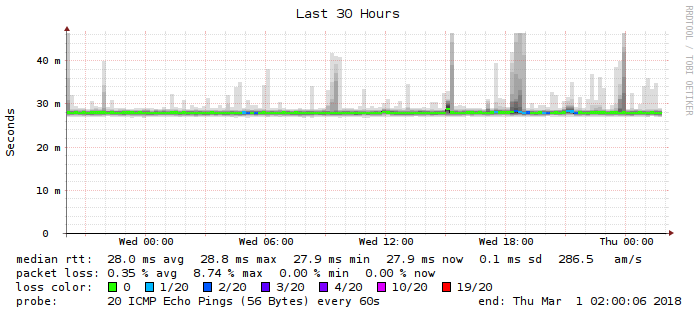 Last 30 Hours
RRDTOOL / TOBI OETIKER
Seconds
40 m
30 m
20 m
10 m
0
Wed 00:00 Wed 06:00 Wed 12:00 Wed 18:00 Thu 00:00
median rtt: 28.0 ms avg 28.8 ms max 27.9 ms min 27.9 ms now 0.1 ms sd 286.5 am/s
packet loss: 0.35 % avg 8.74 % max 0.00 % min 0.00 % now
loss color: 0 1/20 2/20 3/20 4/20 10/20 19/20
probe: 20 ICMP Echo Pings (56 Bytes) every 60s end: Thu Mar 1 02:00:06 2018